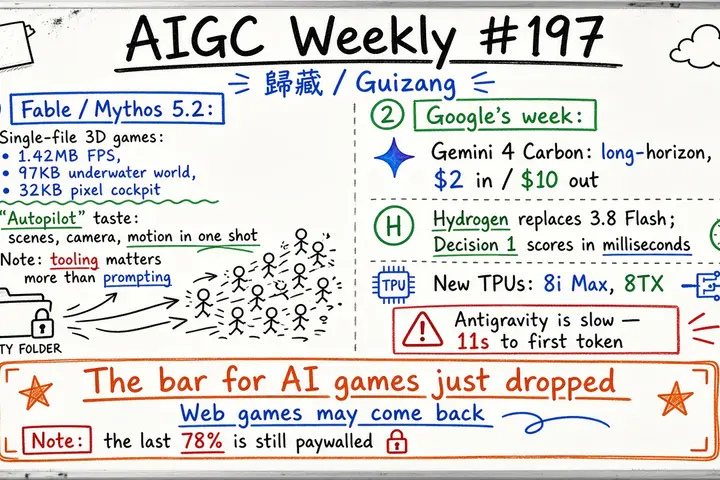 AIGC Weekly #197
歸藏 / Guizang
Fable / Mythos 5.2:
Single-file 3D games:
• 1.42MB FPS,
• 97KB underwater world,
• 32KB pixel cockpit
"Autopilot" taste:
scenes, camera, motion in one shot
Note: tooling matters
more than prompting
TY FOLDER
2 Google's week:
Gemini 4 Carbon: long-horizon,
$2 in / $10 out
H Hydrogen replaces 3.8 Flash;
Decision 1 scores in milliseconds
TPU New TPUs: 8i Max, 8TX
Antigravity is slow —
11s to first token
The bar for AI games just dropped
Web games may come back
Note: the last 78% is still paywalled